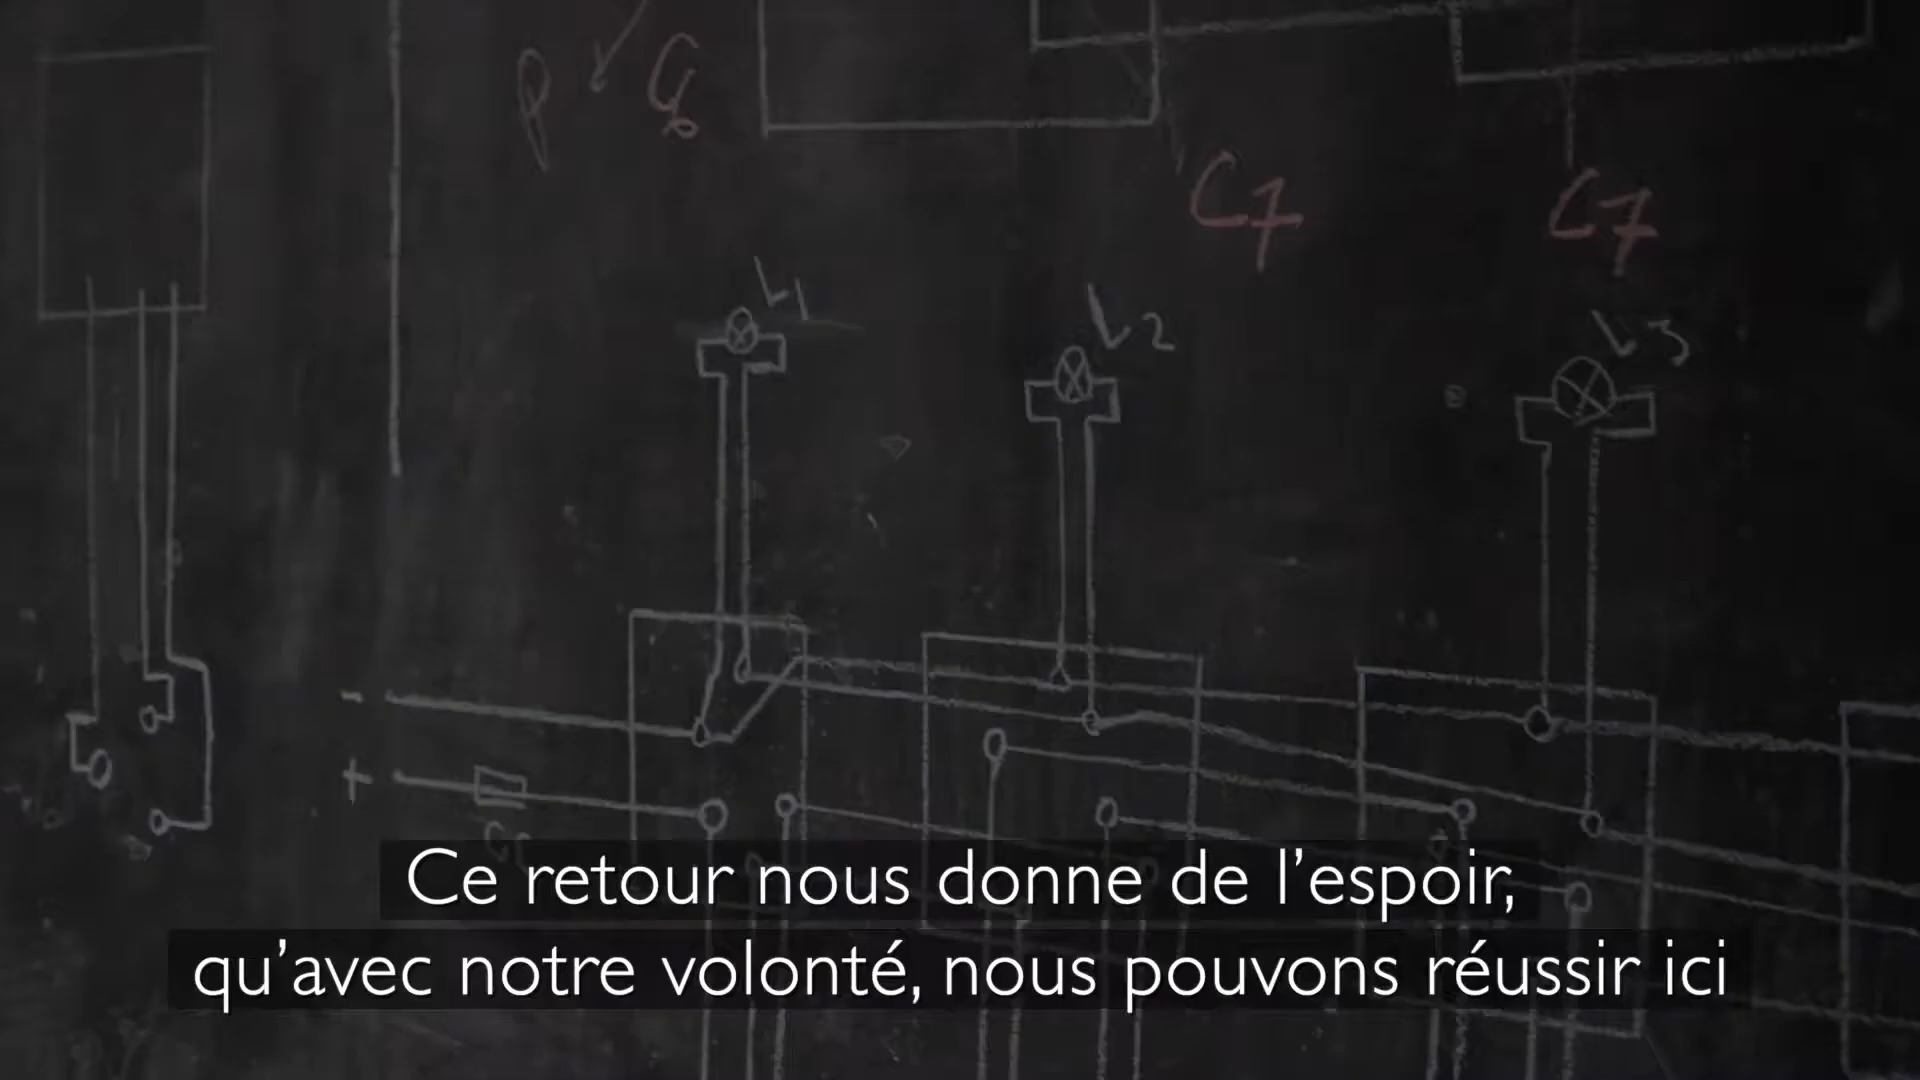 C7
C7
L1
L2
L3
-
+
Ce retour nous donne de l’espoir,
qu’avec notre volonté, nous pouvons réussir ici